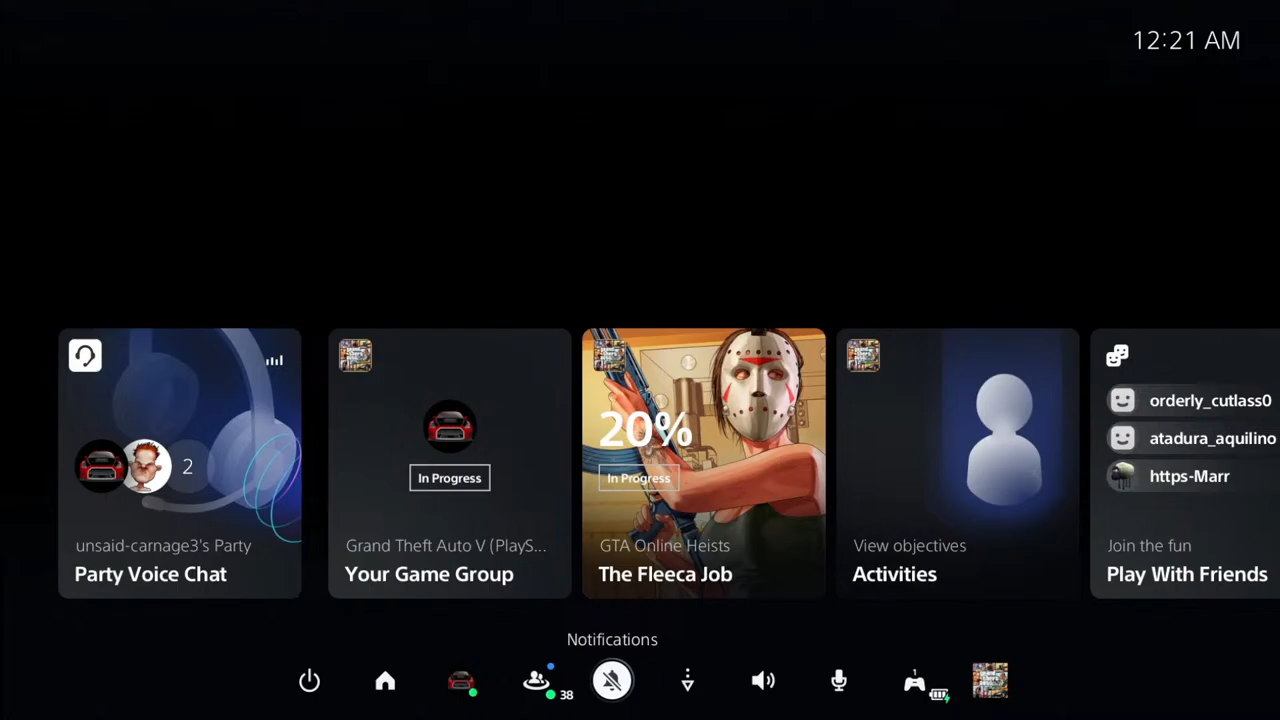 12:21 AM
2
unsaid-carnage3's Party
Party Voice Chat
In Progress
Grand Theft Auto V (PlayS...
Your Game Group
20%
In Progress
GTA Online Heists
The Fleeca Job
View objectives
Activities
orderly_cutlass0
atadura_aquilino
https-Marr
Join the fun
Play With Friends
Notifications
38
1